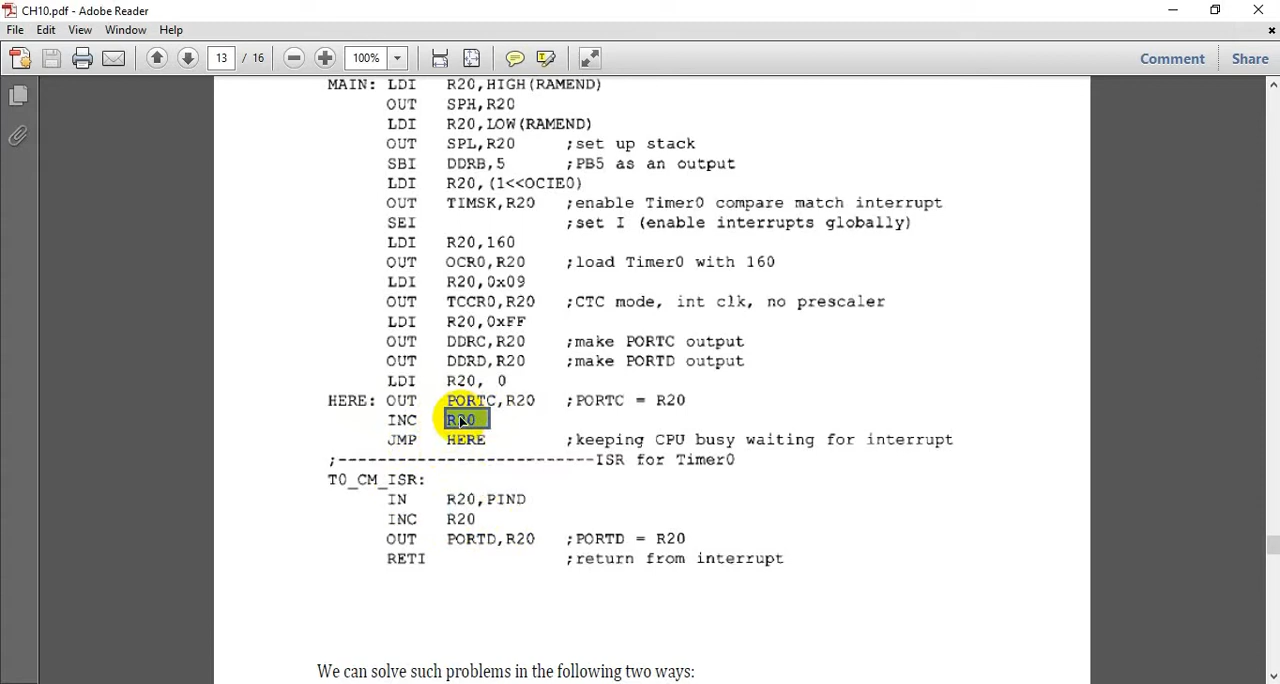 CH10.pdf - Adobe Reader
File Edit View Window Help
13 / 16 100% Comment Share
MAIN: LDI R20,HIGH(RAMEND)
OUT SPH,R20
LDI R20,LOW(RAMEND)
OUT SPL,R20 ;set up stack
SBI DDRB,5 ;PB5 as an output
LDI R20,(1<<OCIE0)
OUT TIMSK,R20 ;enable Timer0 compare match interrupt
SEI ;set I (enable interrupts globally)
LDI R20,160
OUT OCR0,R20 ;load Timer0 with 160
LDI R20,0x09
OUT TCCR0,R20 ;CTC mode, int clk, no prescaler
LDI R20,0xFF
OUT DDRC,R20 ;make PORTC output
OUT DDRD,R20 ;make PORTD output
LDI R20, 0
HERE: OUT PORTC,R20 ;PORTC = R20
INC R20
JMP HERE ;keeping CPU busy waiting for interrupt
;--------------------------ISR for Timer0
T0_CM_ISR:
IN R20,PIND
INC R20
OUT PORTD,R20 ;PORTD = R20
RETI ;return from interrupt
We can solve such problems in the following two ways: